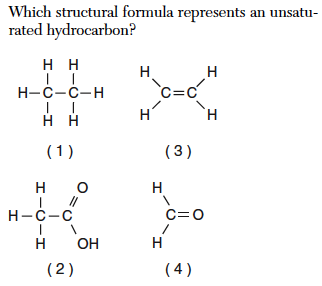 Which structural formula represents an unsatu-
rated hydrocarbon?
H H
H-C-C-H
H H
(1)
H H
C=C
H H
(3)
H O
H-C-C
H OH
(2)
H
C=O
H
(4)